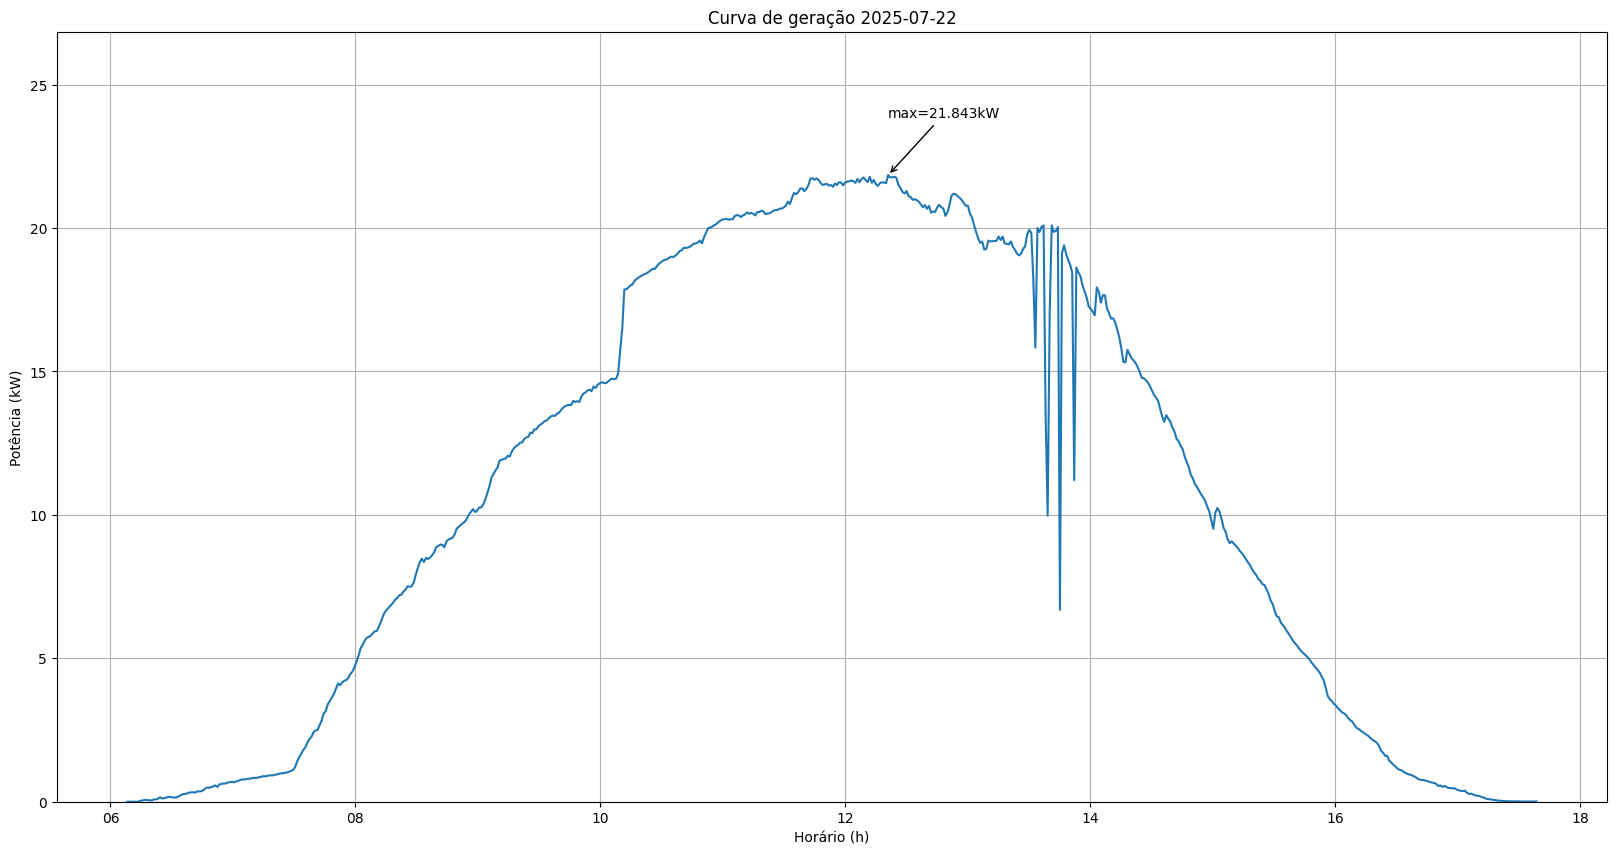 Curva de geração 2025-07-22
25
max=21.843kW
20
15
Potência (kW)
10
5
0
06 08 10 12 14 16 18
Horário (h)